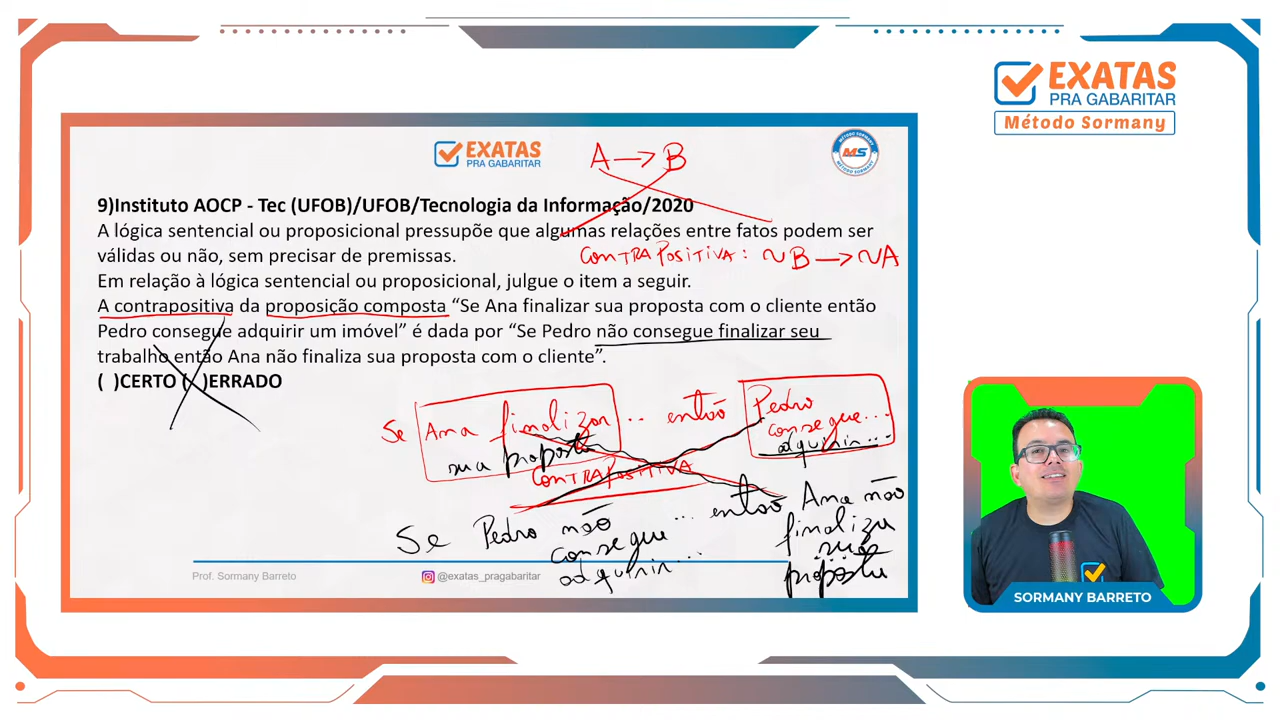 EXATAS
PRA GABARITAR
Método Sormany
EXATAS
PRA GABARITAR
A → B
MÉTODO SORMANY
MS
9)Instituto AOCP - Tec (UFOB)/UFOB/Tecnologia da Informação/2020
A lógica sentencial ou proposicional pressupõe que algumas relações entre fatos podem ser
válidas ou não, sem precisar de premissas.
CONTRAPOSITIVA: ~B → ~A
Em relação à lógica sentencial ou proposicional, julgue o item a seguir.
A contrapositiva da proposição composta “Se Ana finalizar sua proposta com o cliente então
Pedro consegue adquirir um imóvel” é dada por “Se Pedro não consegue finalizar seu
trabalho então Ana não finaliza sua proposta com o cliente”.
( )CERTO ( )ERRADO
Se Ana finalizar .. então Pedro
consegue...
sua proposta
adquirir...
CONTRAPOSITIVA
Se Pedro não ... então Ana não
consegue
finaliza
adquirir...
sua
proposta
Prof. Sormany Barreto
@exatas_pragabaritar
SORMANY BARRETO